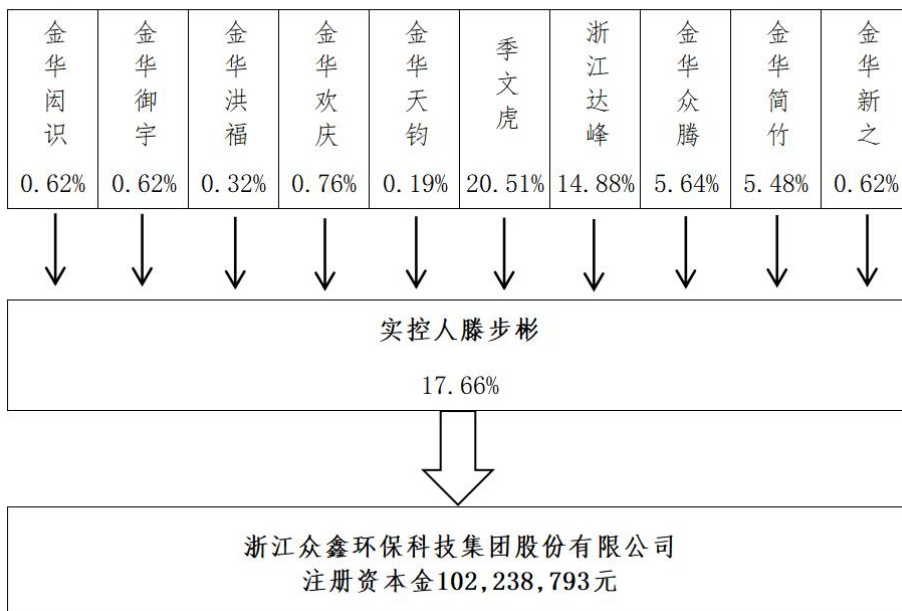 金华闳识
0.62%
金华御宇
0.62%
金华洪福
0.32%
金华欢庆
0.76%
金华天钧
0.19%
季文虎
20.51%
浙江达峰
14.88%
金华众腾
5.64%
金华简竹
5.48%
金华新之
0.62%
实控人滕步彬
17.66%
浙江众鑫环保科技集团股份有限公司
注册资本金102,238,793元